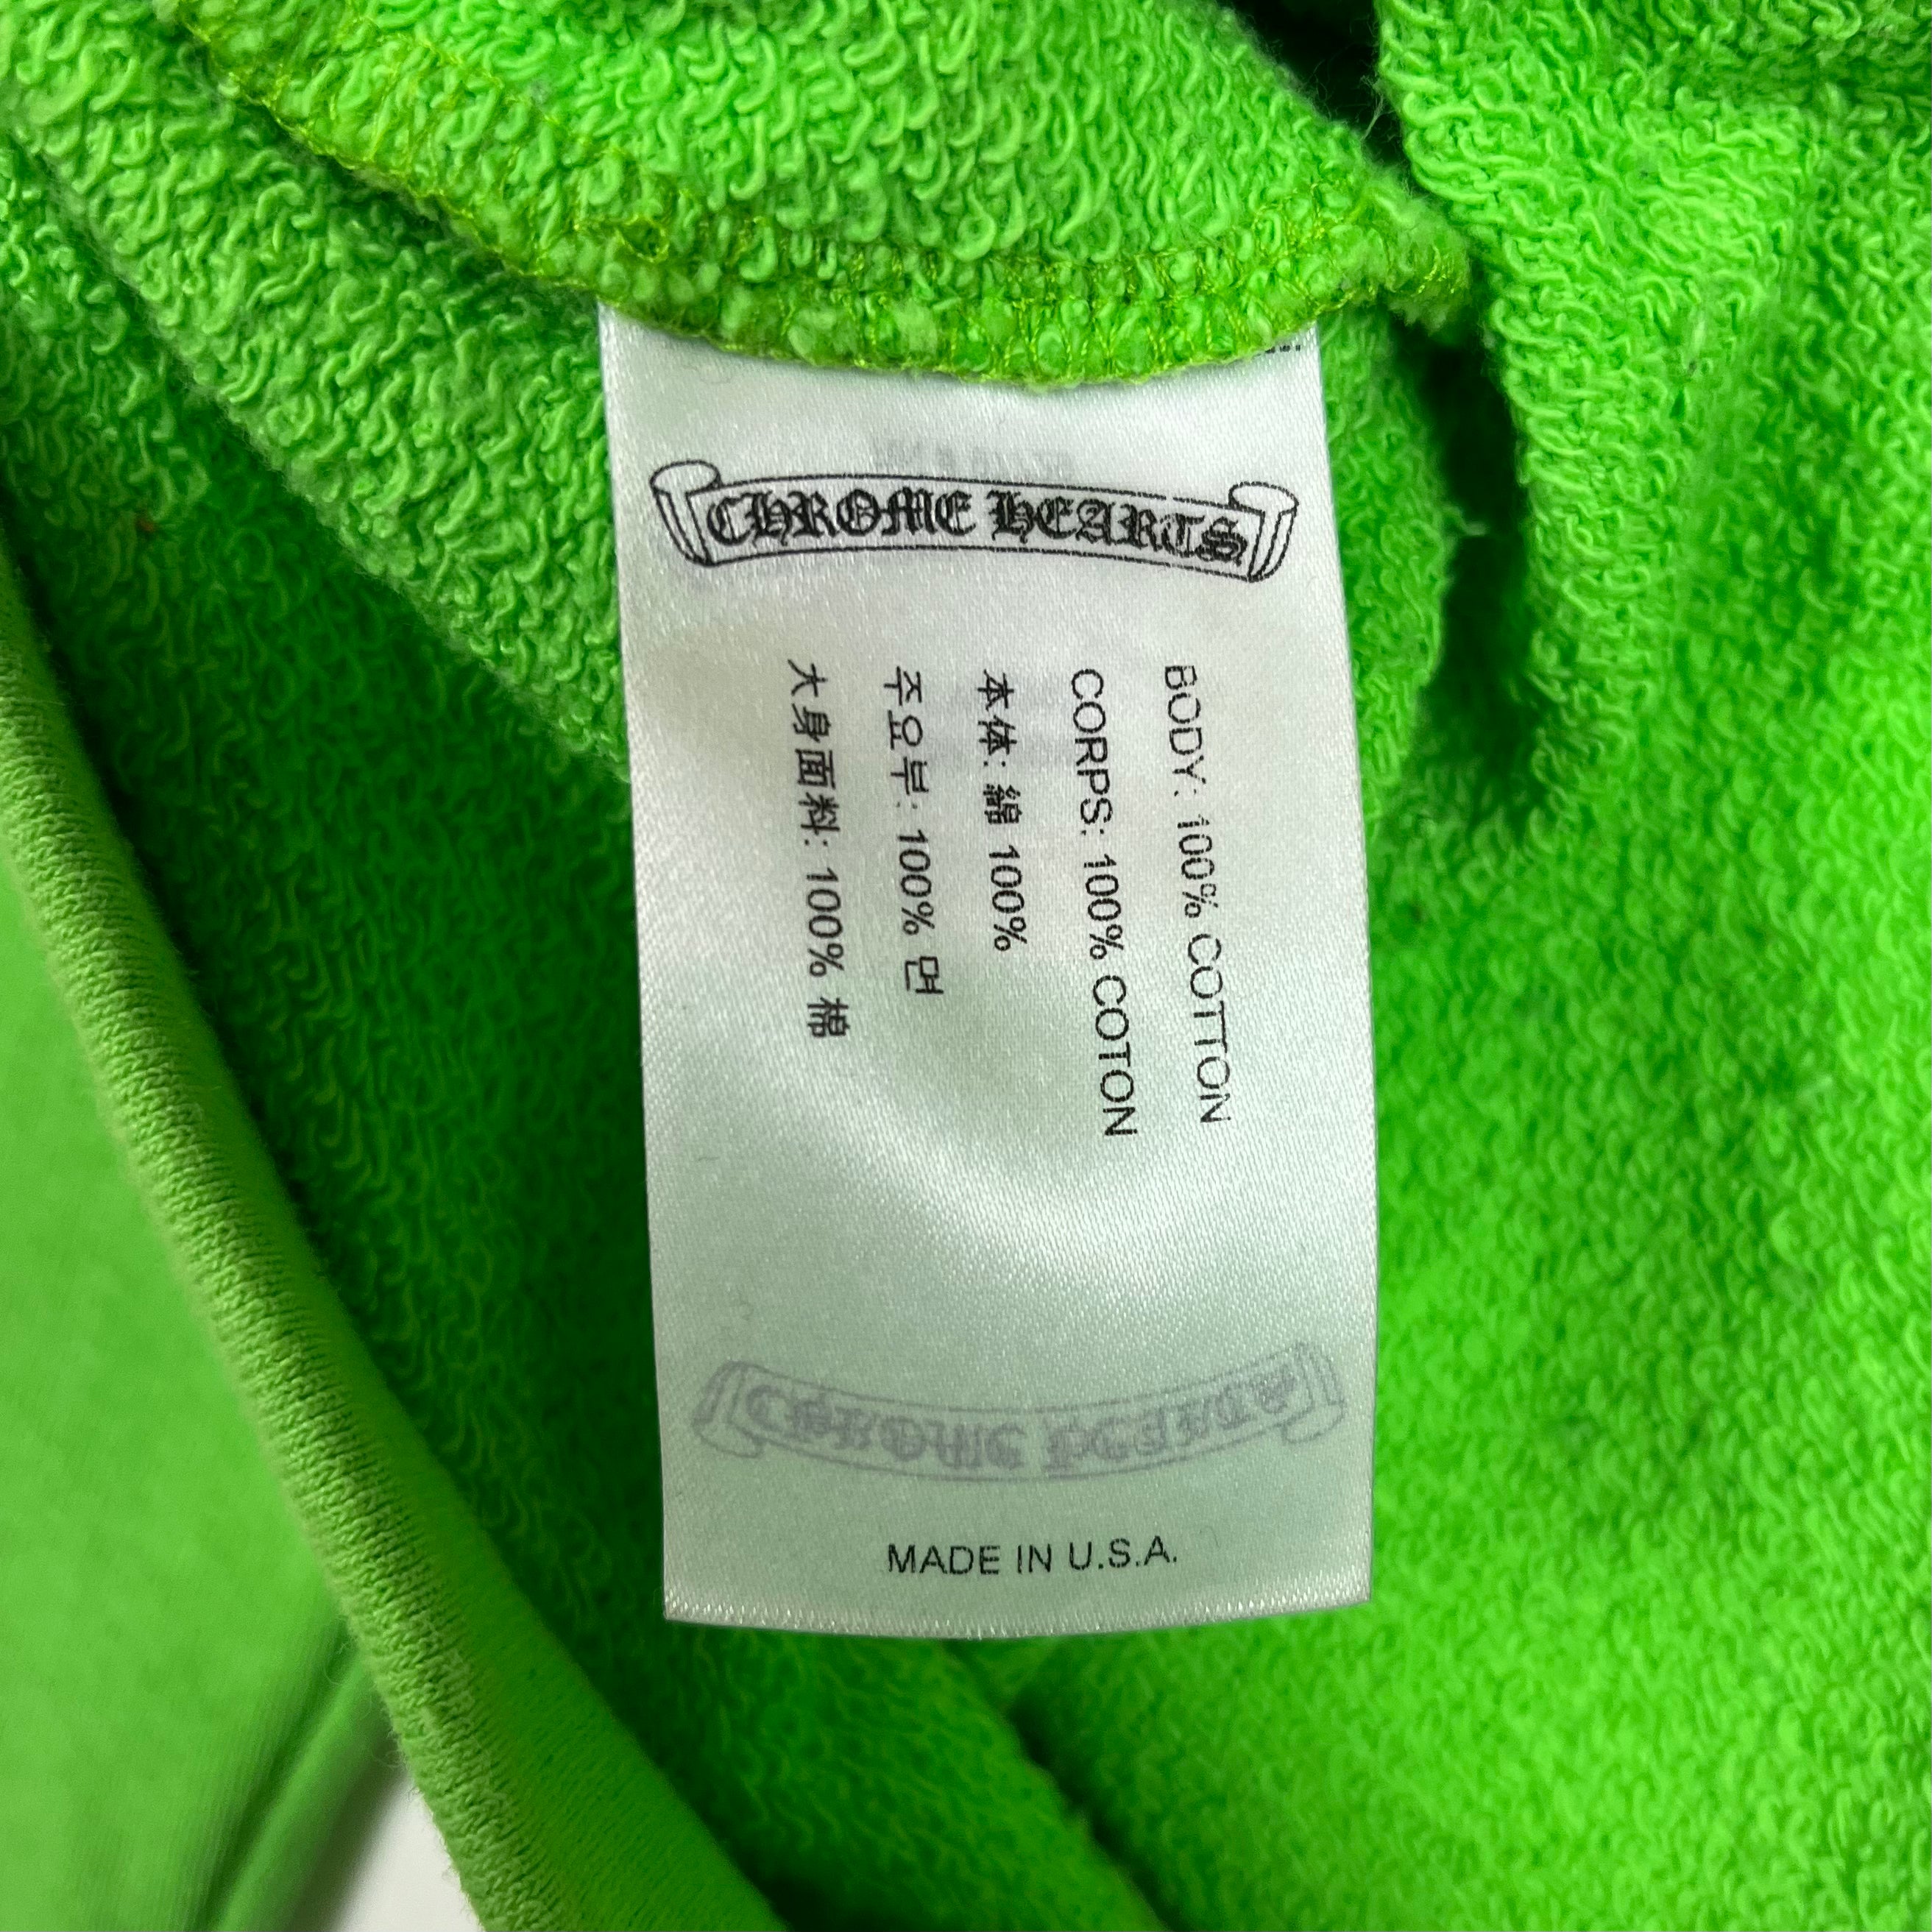 CHROME HEARTS
BODY: 100% COTTON
CORPS: 100% COTON
本体: 綿 100%
주요부: 100% 면
大身面料: 100% 棉
MADE IN U.S.A.